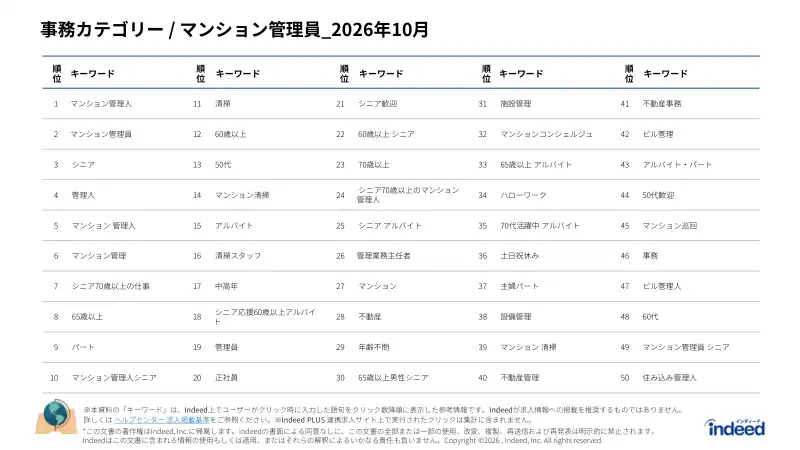 事務カテゴリー / マンション管理員_2026年10月
順位 キーワード 順位 キーワード 順位 キーワード 順位 キーワード 順位 キーワード
1 マンション管理人 11 清掃 21 シニア歓迎 31 施設管理 41 不動産事務
2 マンション管理員 12 60歳以上 22 60歳以上 シニア 32 マンションコンシェルジュ 42 ビル管理
3 シニア 13 50代 23 70歳以上 33 65歳以上 アルバイト 43 アルバイト・パート
4 管理人 14 マンション清掃 24 シニア70歳以上のマンション管理人 34 ハローワーク 44 50代歓迎
5 マンション 管理人 15 アルバイト 25 シニア アルバイト 35 70代活躍中 アルバイト 45 マンション巡回
6 マンション管理 16 清掃スタッフ 26 管理業務主任者 36 土日祝休み 46 事務
7 シニア70歳以上の仕事 17 中高年 27 マンション 37 主婦パート 47 ビル管理人
8 65歳以上 18 シニア応援60歳以上アルバイト 28 不動産 38 設備管理 48 60代
9 パート 19 管理員 29 年齢不問 39 マンション 清掃 49 マンション管理員 シニア
10 マンション管理人シニア 20 正社員 30 65歳以上男性シニア 40 不動産管理 50 住み込み管理人
※本資料の「キーワード」は、Indeed上でユーザーがクリック時に入力した語句をクリック数降順に表示した参考情報です。Indeedが求人情報への掲載を推奨するものではありません。
詳しくは ヘルプセンター 求人掲載基準をご参照ください。※Indeed PLUS 連携求人サイト上で実行されたクリックは集計に含まれません。
*この文書の著作権はIndeed, Inc.に帰属します。Indeedの書面による同意なしに、この文書の全部または一部の使用、改変、複製、再送信および再発表は明示的に禁止されます。
Indeedはこの文書に含まれる情報の使用もしくは適用、またはそれらの解釈によるいかなる責任も負いません。Copyright ©2026 , Indeed, Inc. All rights reserved.
インディード
indeed